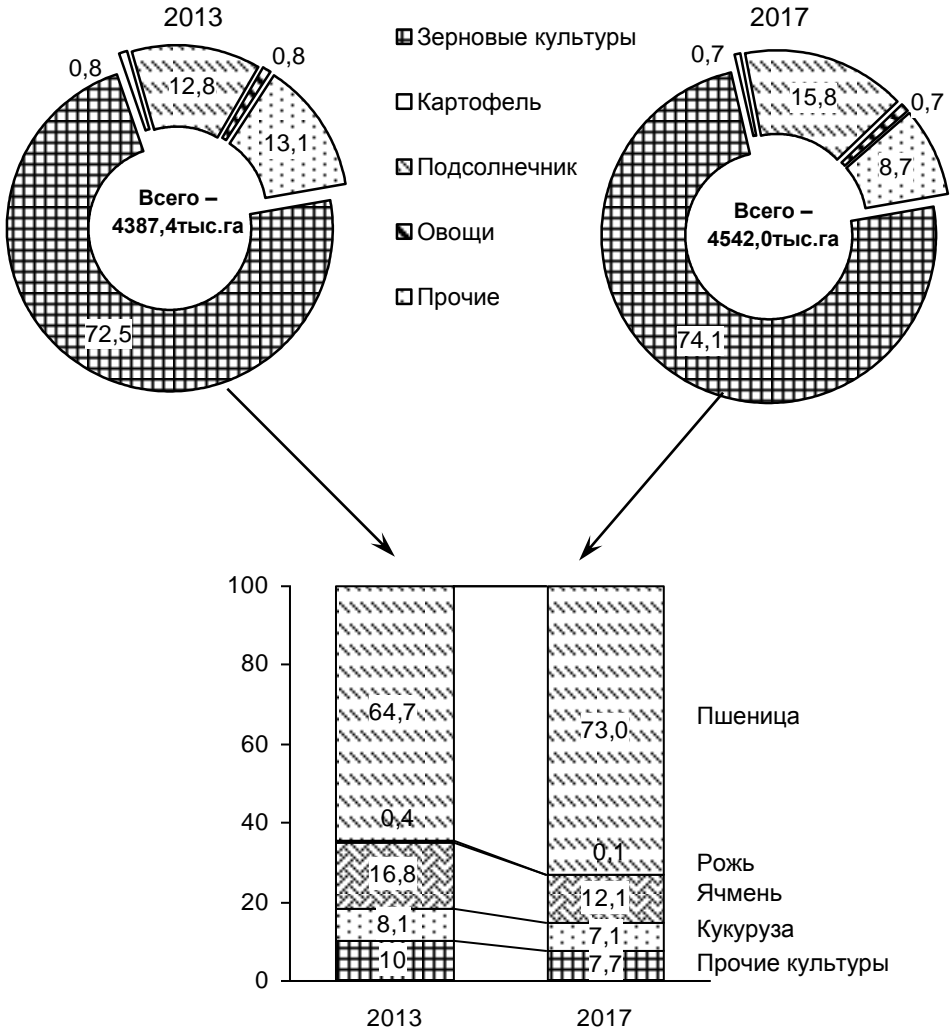 2013
2017
0,8
12,8
0,8
13,1
Всего –
4387,4тыс.га
72,5
Зерновые культуры
Картофель
Подсолнечник
Овощи
Прочие
0,7
15,8
0,7
8,7
Всего –
4542,0тыс.га
74,1
100
80
60
40
20
0
64,7
0,4
16,8
8,1
10
73,0
0,1
12,1
7,1
7,7
Пшеница
Рожь
Ячмень
Кукуруза
Прочие культуры
2013
2017